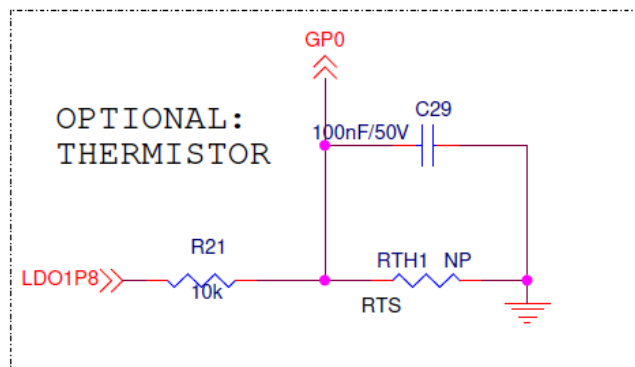 GP0
OPTIONAL:
THERMISTOR
C29
100nF/50V
R21
10k
LDO1P8
RTH1 NP
RTS